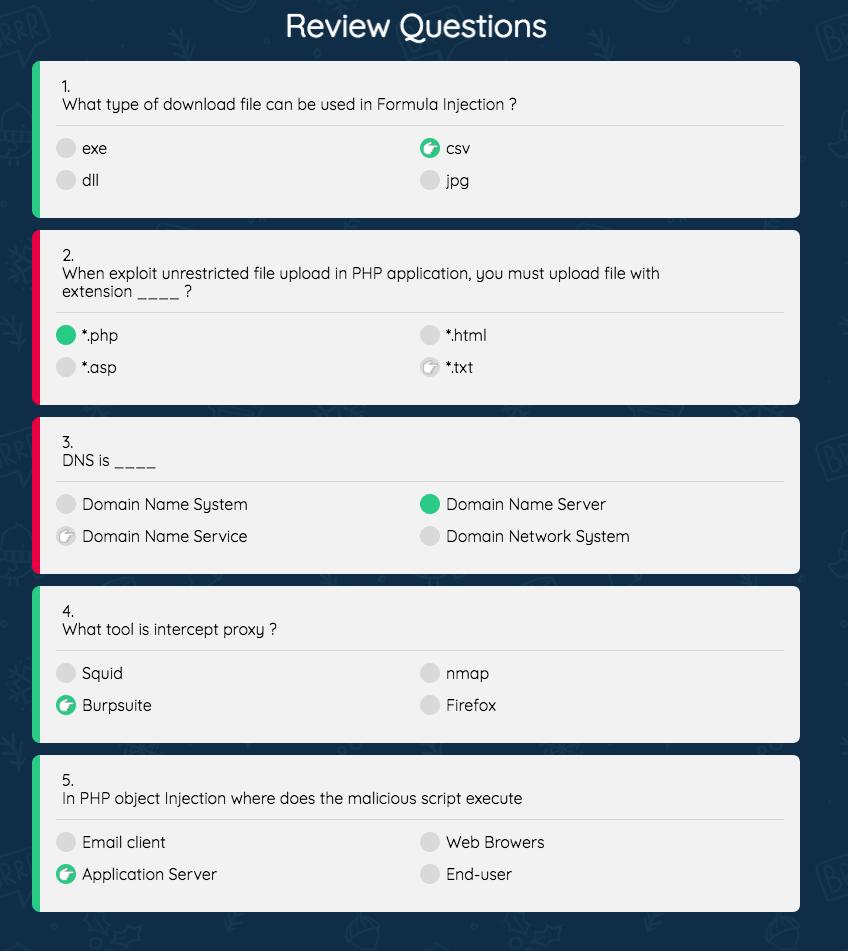 Review Questions
1.
What type of download file can be used in Formula Injection ?
exe
csv
dll
jpg
2.
When exploit unrestricted file upload in PHP application, you must upload file with
extension ____ ?
*.php
*.html
*.asp
*.txt
3.
DNS is ____
Domain Name System
Domain Name Server
Domain Name Service
Domain Network System
4.
What tool is intercept proxy ?
Squid
nmap
Burpsuite
Firefox
5.
In PHP object Injection where does the malicious script execute
Email client
Web Browers
Application Server
End-user